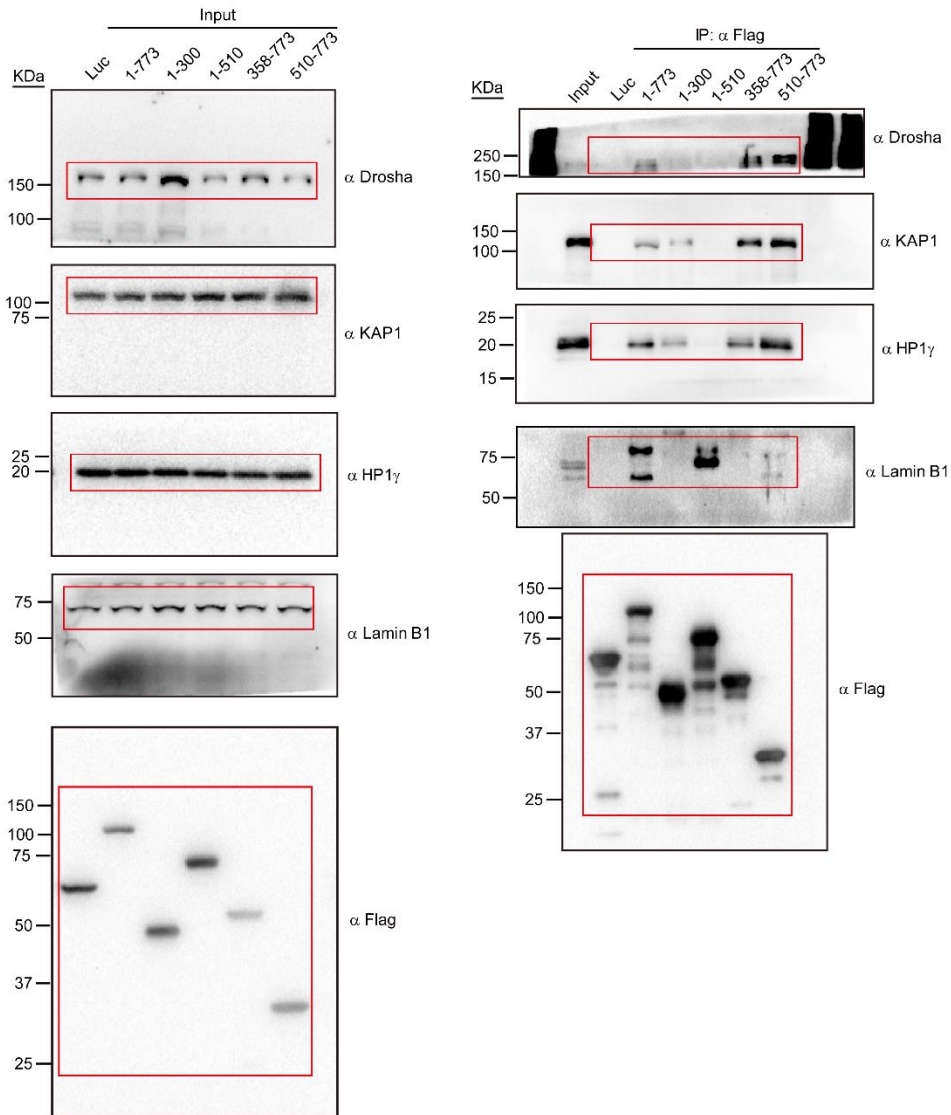 Input
KDa
Luc
1-773
1-300
1-510
358-773
510-773
150
100
α Drosha
100
75
α KAP1
25
20
α HP1γ
75
50
α Lamin B1
150
100
75
50
37
25
α Flag
IP: α Flag
KDa
Input
Luc
1-773
1-300
1-510
358-773
510-773
250
150
α Drosha
150
100
α KAP1
25
20
15
α HP1γ
75
50
α Lamin B1
150
100
75
50
37
25
α Flag